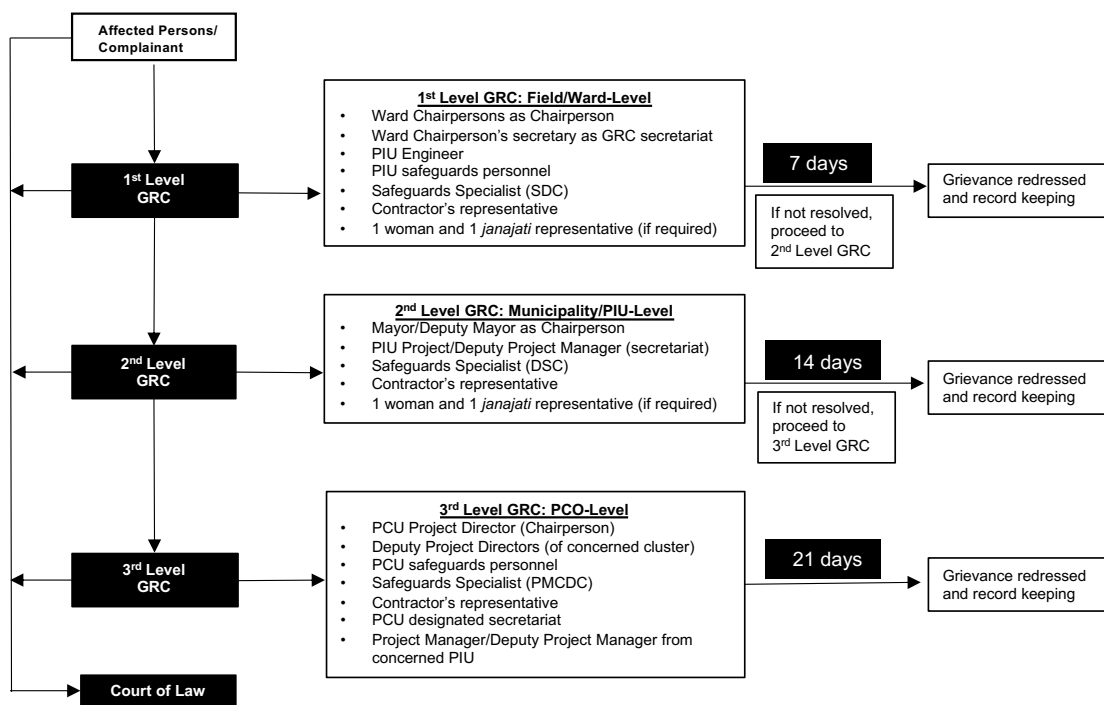 Affected Persons/
Complainant
1st Level GRC: Field/Ward-Level
• Ward Chairpersons as Chairperson
• Ward Chairperson's secretary as GRC secretariat
• PIU Engineer
• PIU safeguards personnel
• Safeguards Specialist (SDC)
• Contractor's representative
• 1 woman and 1 janajati representative (if required)
1st Level
GRC
7 days
If not resolved,
proceed to
2nd Level GRC
Grievance redressed
and record keeping
2nd Level GRC: Municipality/PIU-Level
• Mayor/Deputy Mayor as Chairperson
• PIU Project/Deputy Project Manager (secretariat)
• Safeguards Specialist (DSC)
• Contractor's representative
• 1 woman and 1 janajati representative (if required)
2nd Level
GRC
14 days
If not resolved,
proceed to
3rd Level GRC
Grievance redressed
and record keeping
3rd Level GRC: PCO-Level
• PCU Project Director (Chairperson)
• Deputy Project Directors (of concerned cluster)
• PCU safeguards personnel
• Safeguards Specialist (PMCDC)
• Contractor's representative
• PCU designated secretariat
• Project Manager/Deputy Project Manager from
concerned PIU
3rd Level
GRC
21 days
Grievance redressed
and record keeping
Court of Law